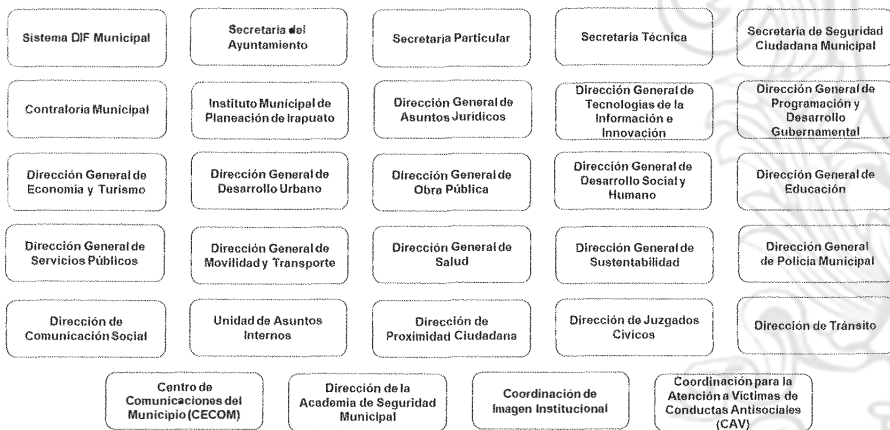 Sistema DIF Municipal
Secretaría del
Ayuntamiento
Secretaría Particular
Secretaría Técnica
Secretaría de Seguridad
Ciudadana Municipal
Contraloría Municipal
Instituto Municipal de
Planeación de Irapuato
Dirección General de
Asuntos Jurídicos
Dirección General de
Tecnologías de la
Información e
Innovación
Dirección General de
Programación y
Desarrollo
Gubernamental
Dirección General de
Economía y Turismo
Dirección General de
Desarrollo Urbano
Dirección General de
Obra Pública
Dirección General de
Desarrollo Social y
Humano
Dirección General de
Educación
Dirección General de
Servicios Públicos
Dirección General de
Movilidad y Transporte
Dirección General de
Salud
Dirección General de
Sustentabilidad
Dirección General
de Policía Municipal
Dirección de
Comunicación Social
Unidad de Asuntos
Internos
Dirección de
Proximidad Ciudadana
Dirección de Juzgados
Cívicos
Dirección de Tránsito
Centro de
Comunicaciones del
Municipio (CECOM)
Dirección de la
Academia de Seguridad
Municipal
Coordinación de
Imagen Institucional
Coordinación para la
Atención a Víctimas de
Conductas Antisociales
(CAV)